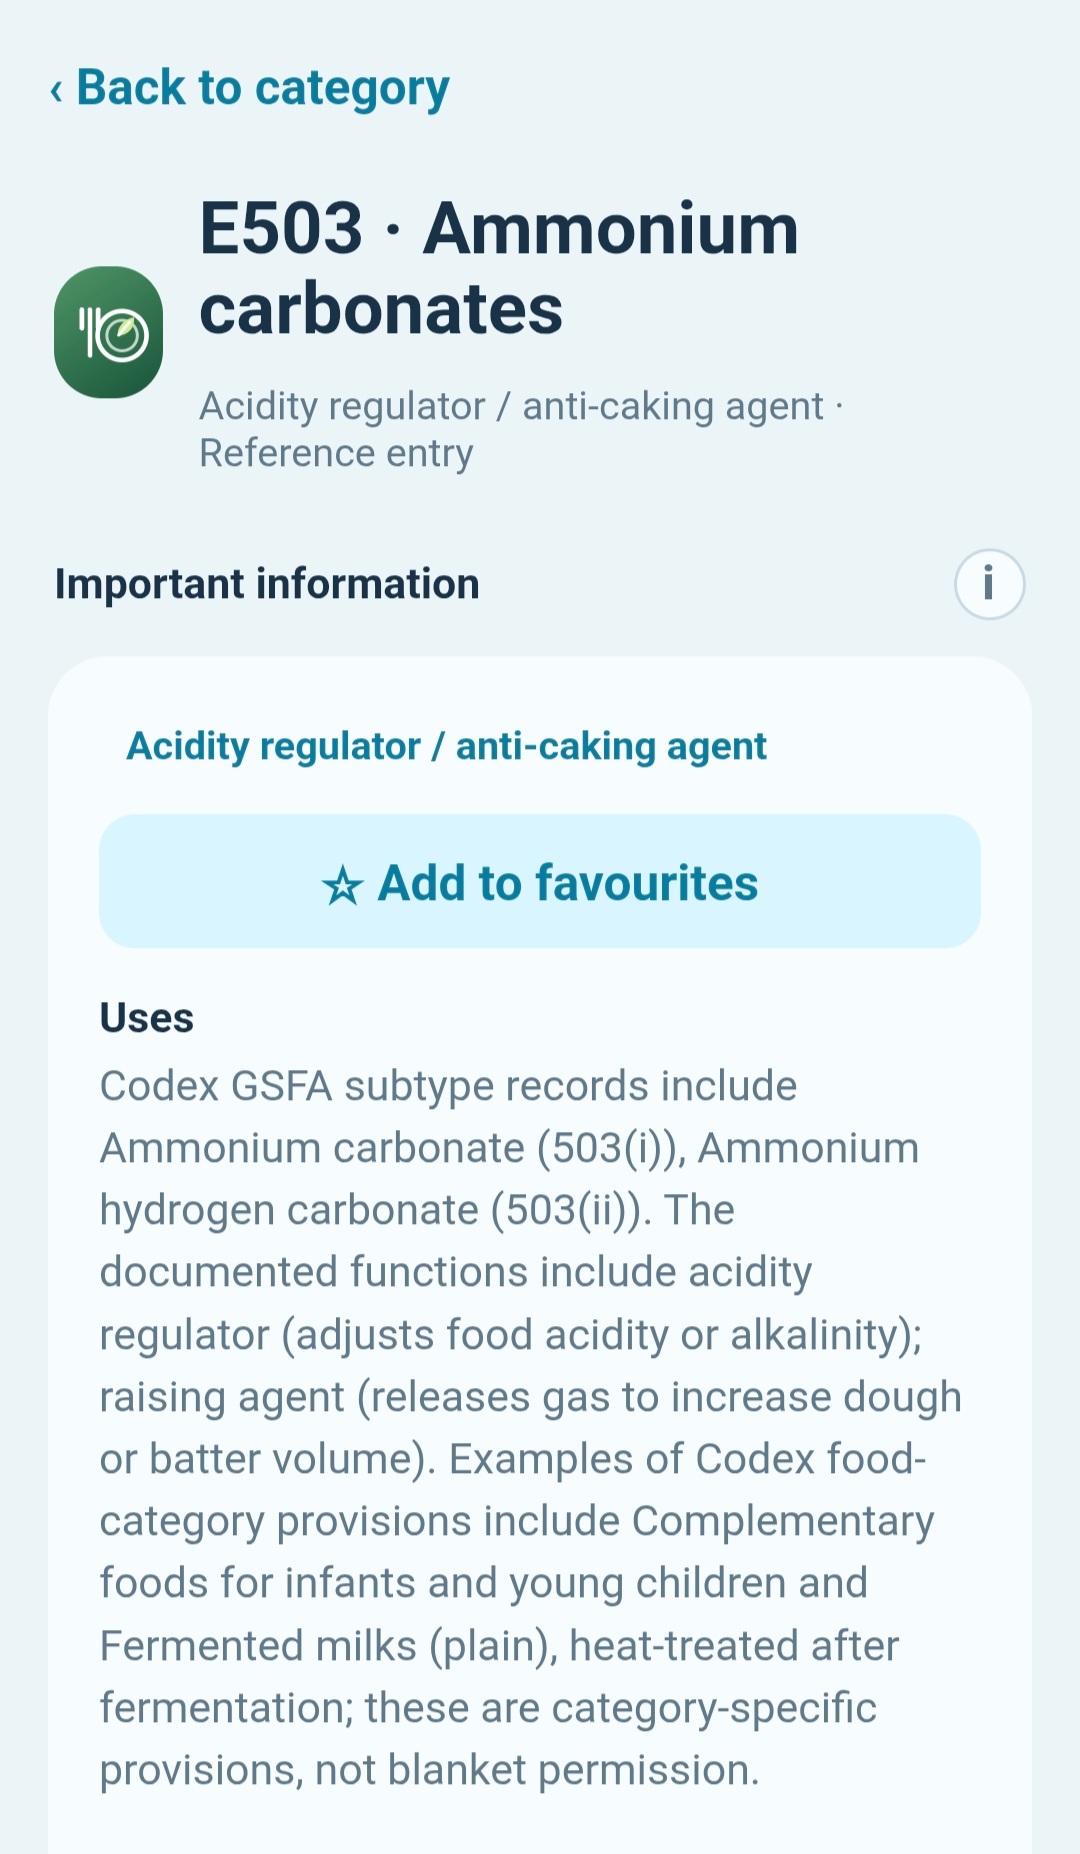 ‹ Back to category
E503 · Ammonium
carbonates
Acidity regulator / anti-caking agent ·
Reference entry
Important information
i
Acidity regulator / anti-caking agent
☆ Add to favourites
Uses
Codex GSFA subtype records include
Ammonium carbonate (503(i)), Ammonium
hydrogen carbonate (503(ii)). The
documented functions include acidity
regulator (adjusts food acidity or alkalinity);
raising agent (releases gas to increase dough
or batter volume). Examples of Codex food-
category provisions include Complementary
foods for infants and young children and
Fermented milks (plain), heat-treated after
fermentation; these are category-specific
provisions, not blanket permission.